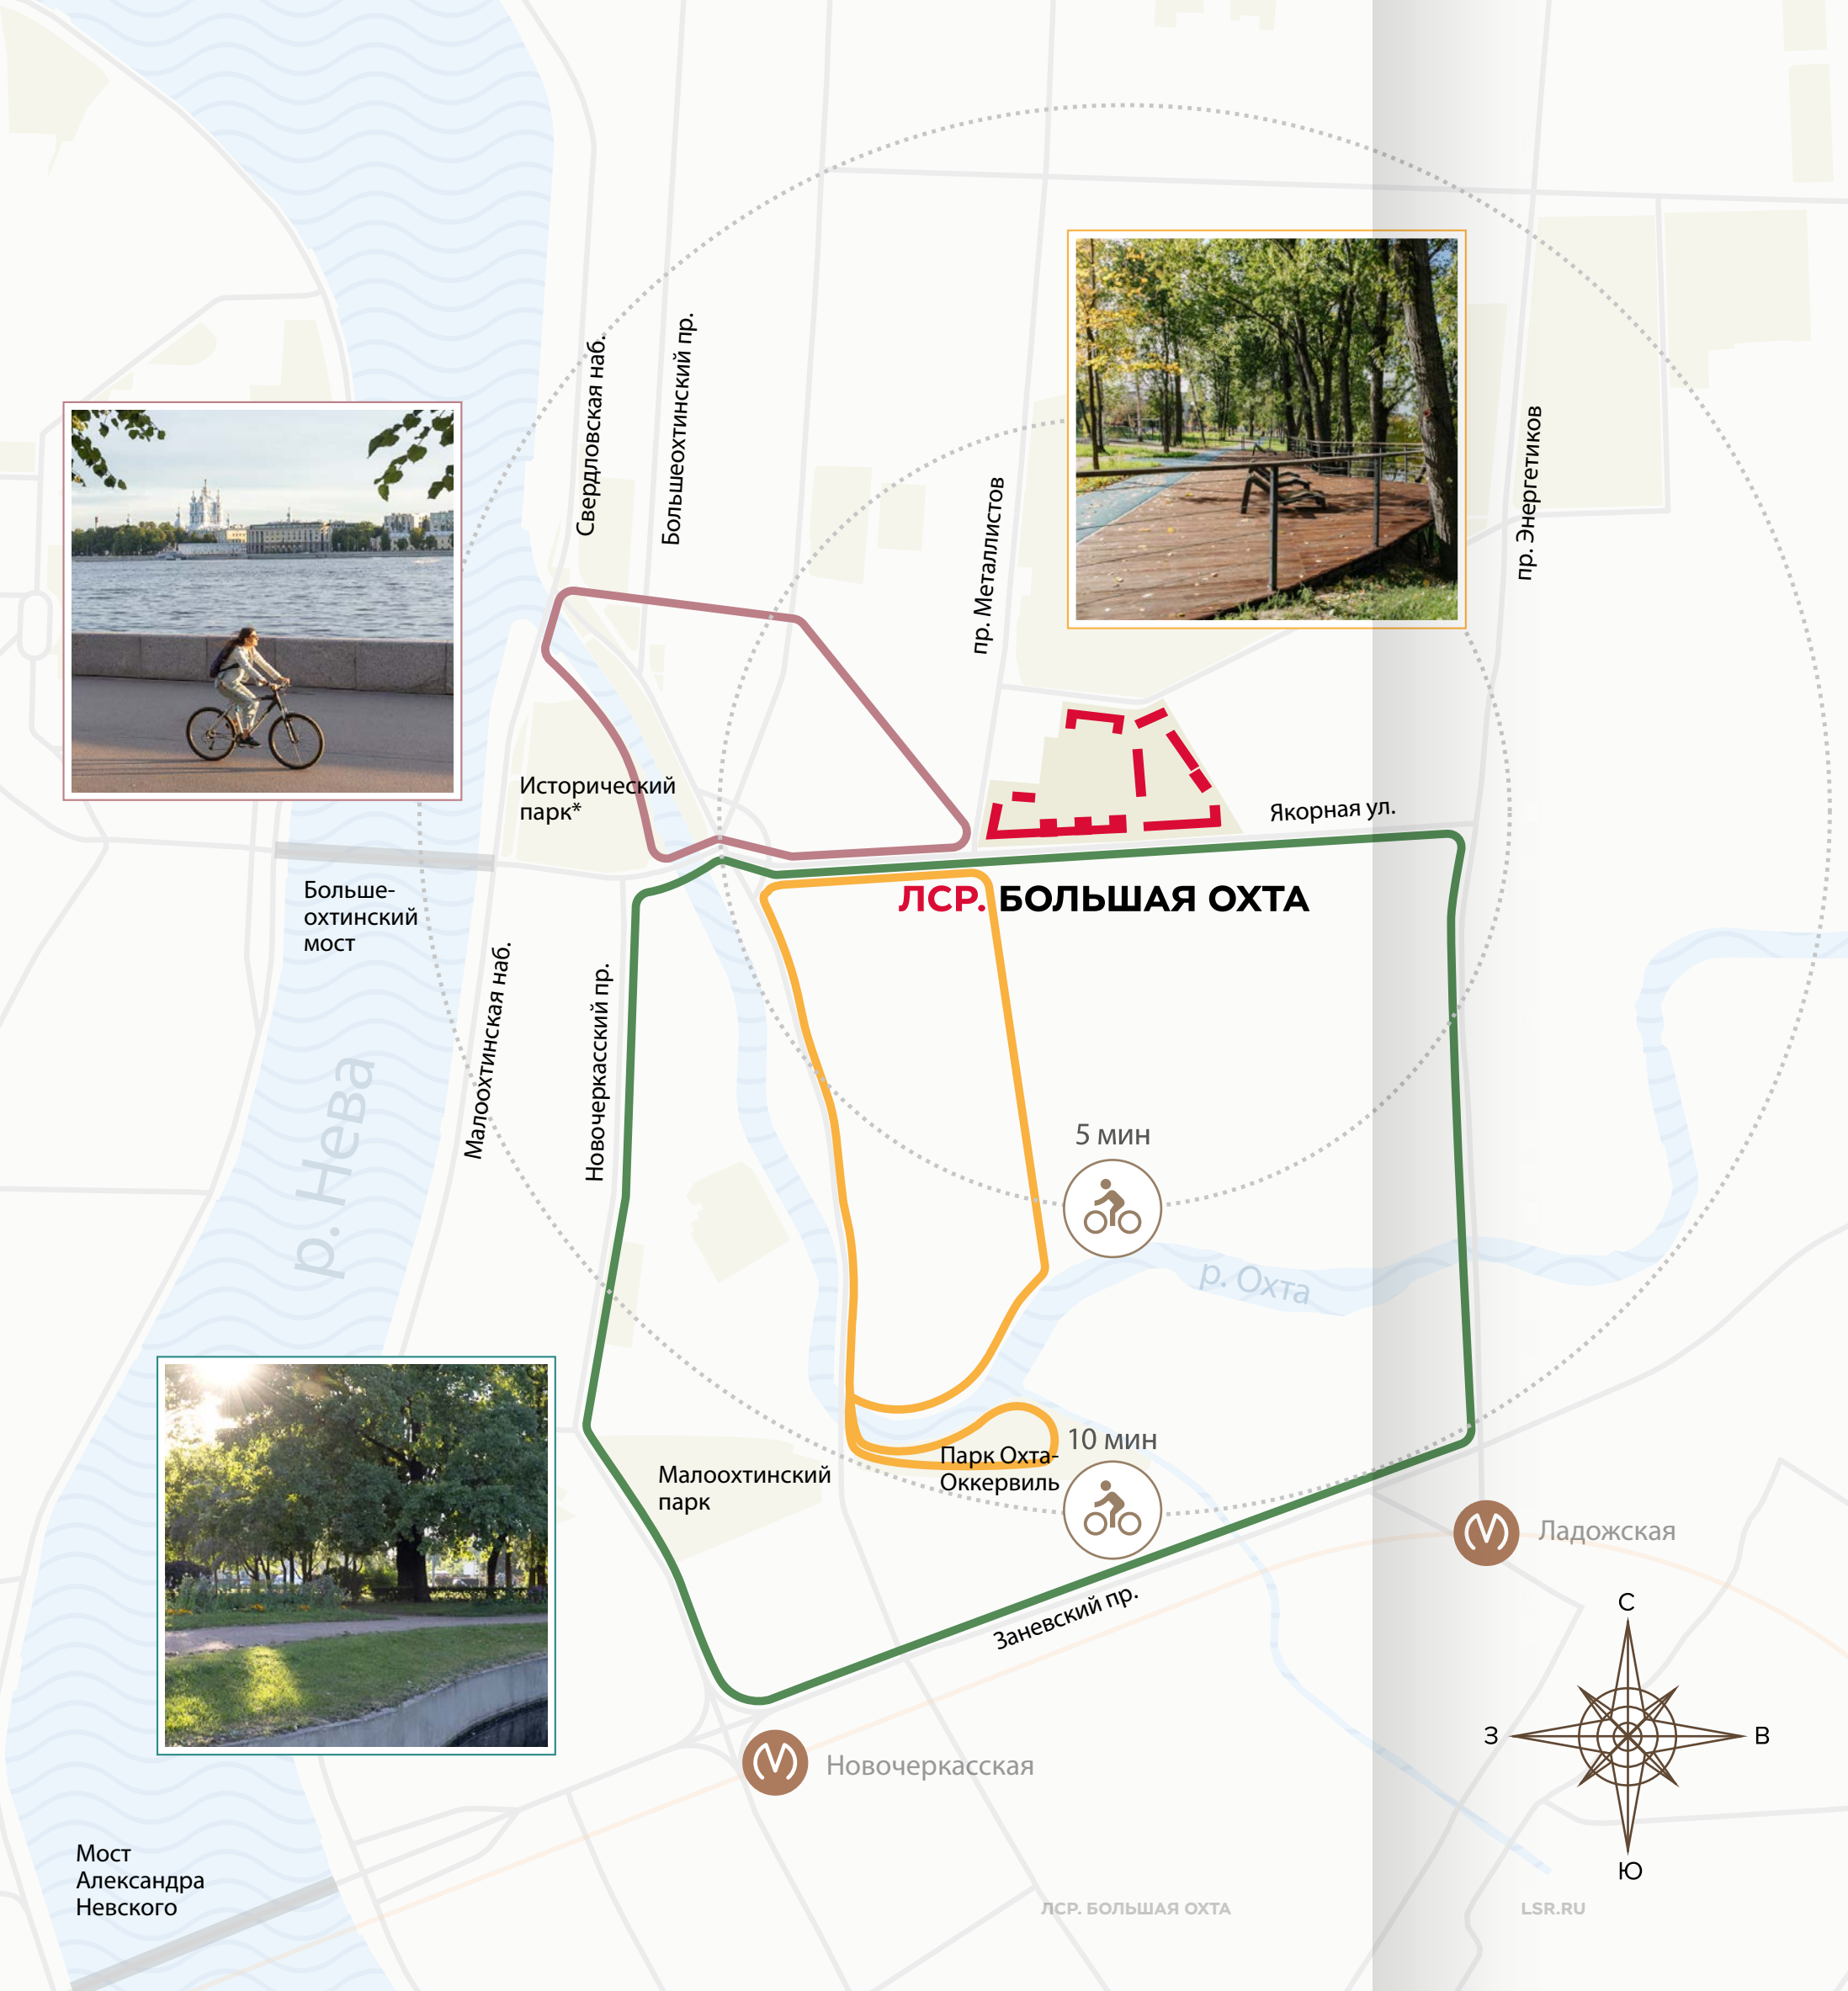 Свердловская наб.
Большеохтинский пр.
пр. Металлистов
пр. Энергетиков
Исторический
парк*
Якорная ул.
Больше-
охтинский
мост
ЛСР. БОЛЬШАЯ ОХТА
Малоохтинская наб.
Новочеркасский пр.
р. Нева
5 мин
р. Охта
10 мин
Парк Охта-
Оккервиль
Малоохтинский
парк
Ладожская
Заневский пр.
С
З
В
Ю
Новочеркасская
Мост
Александра
Невского
ЛСР. БОЛЬШАЯ ОХТА
LSR.RU